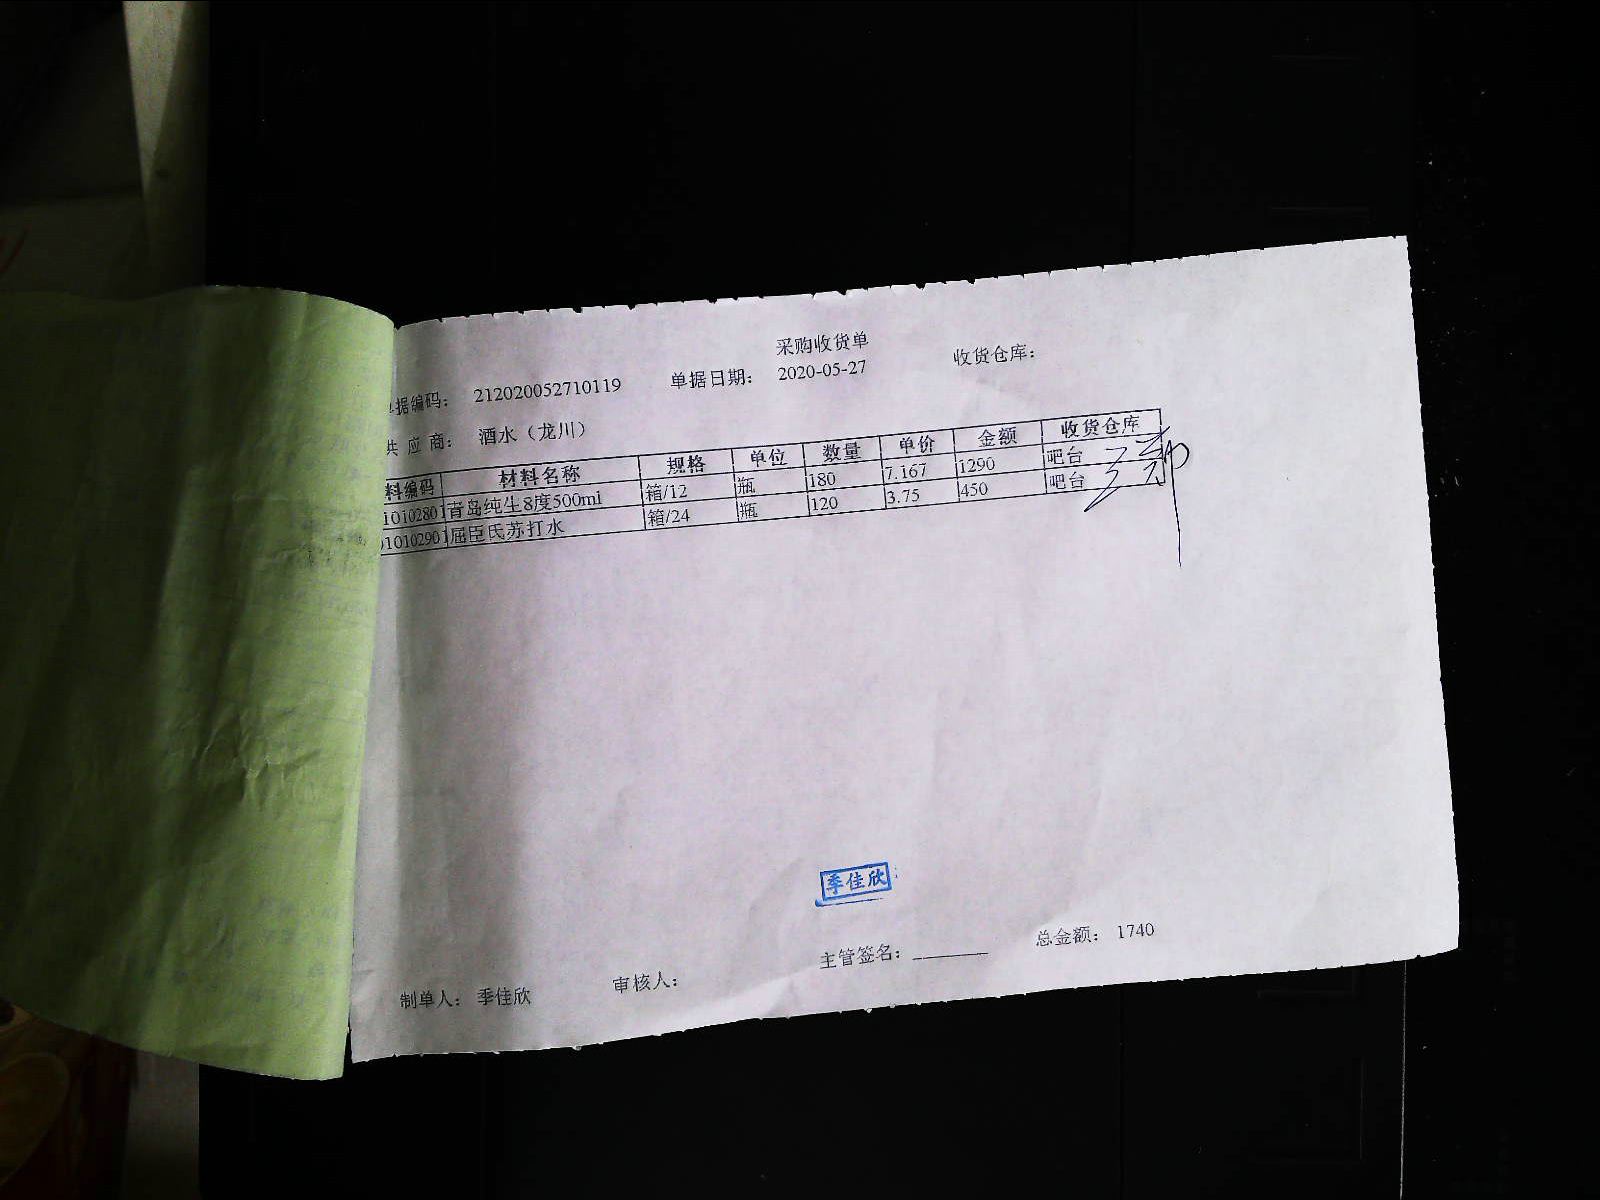 采购收货单
据编码： 212020052710119 单据日期： 2020-05-27 收货仓库：
供 应 商： 酒水（龙川）
料编码 材料名称 规格 单位 数量 单价 金额 收货仓库
10102801 青岛纯生8度500ml 箱/12 瓶 180 7.167 1290 吧台
01010290 屈臣氏苏打水 箱/24 瓶 120 3.75 450 吧台
季佳欣
制单人： 季佳欣 审核人： 主管签名： 总金额： 1740